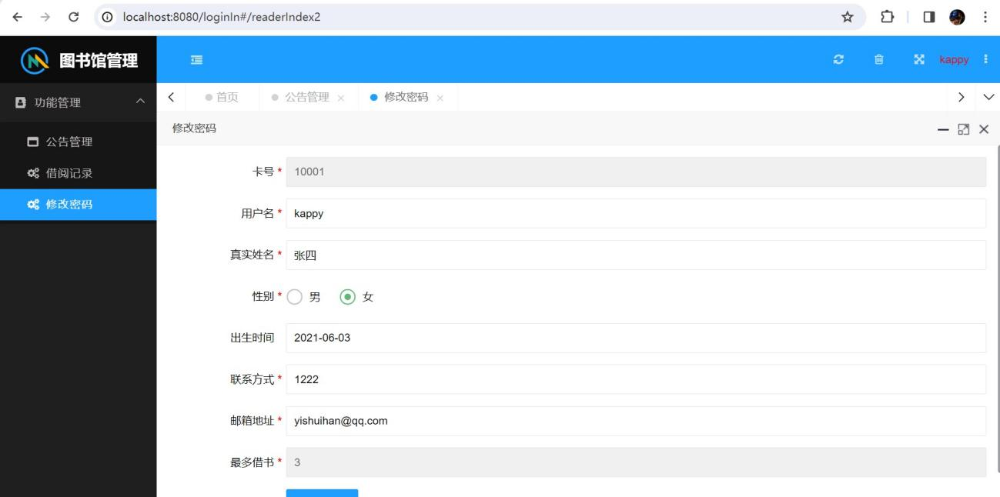 localhost:8080/loginIn#/readerIndex2
图书馆管理
kappy
功能管理
首页
公告管理
修改密码
修改密码
公告管理
借阅记录
修改密码
卡号 * 10001
用户名 * kappy
真实姓名 * 张四
性别 * 男 女
出生时间 2021-06-03
联系方式 * 1222
邮箱地址 * yishuihan@qq.com
最多借书 * 3